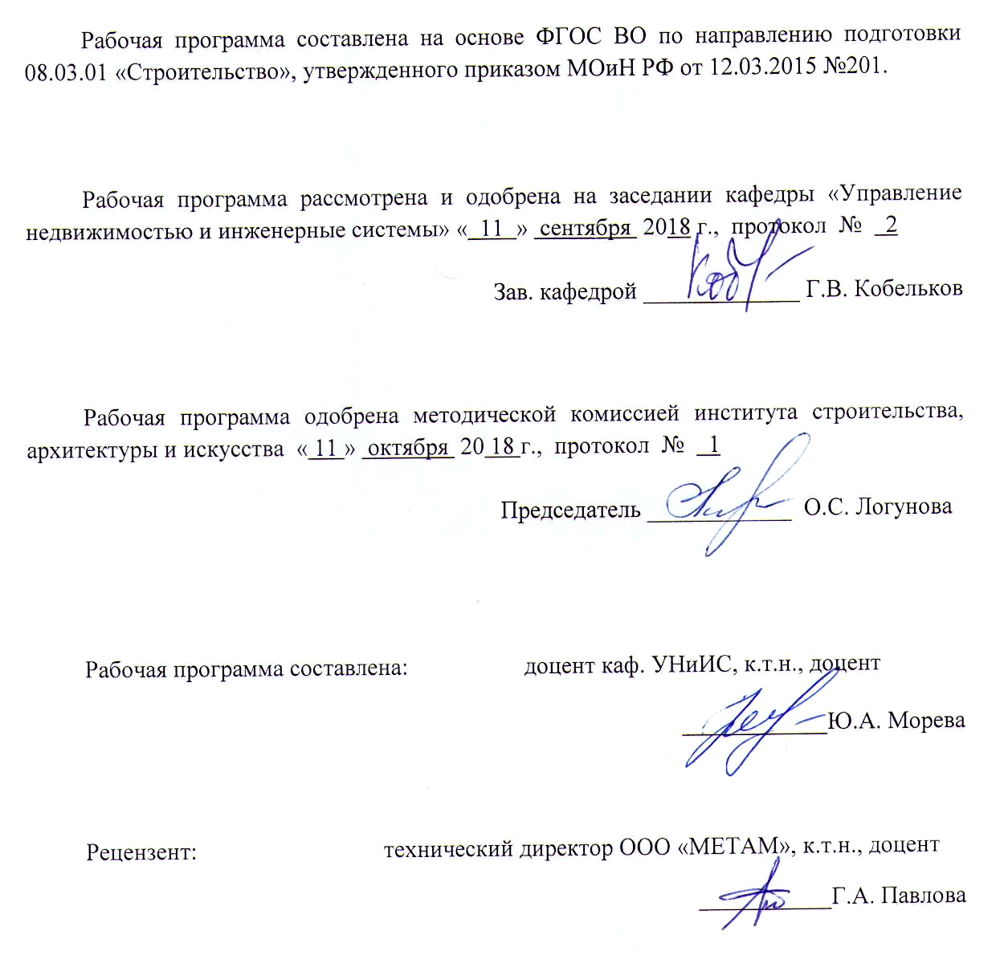 Рабочая программа составлена на основе ФГОС ВО по направлению подготовки
08.03.01 «Строительство», утвержденного приказом МОиН РФ от 12.03.2015 №201.
Рабочая программа рассмотрена и одобрена на заседании кафедры «Управление
недвижимостью и инженерные системы» « 11 » сентября 2018 г., протокол № 2
Зав. кафедрой Г.В. Кобельков
Рабочая программа одобрена методической комиссией института строительства,
архитектуры и искусства « 11 » октября 20 18 г., протокол № 1
Председатель О.С. Логунова
Рабочая программа составлена: доцент каф. УНиИС, к.т.н., доцент
Ю.А. Морева
Рецензент: технический директор ООО «МЕТАМ», к.т.н., доцент
Г.А. Павлова